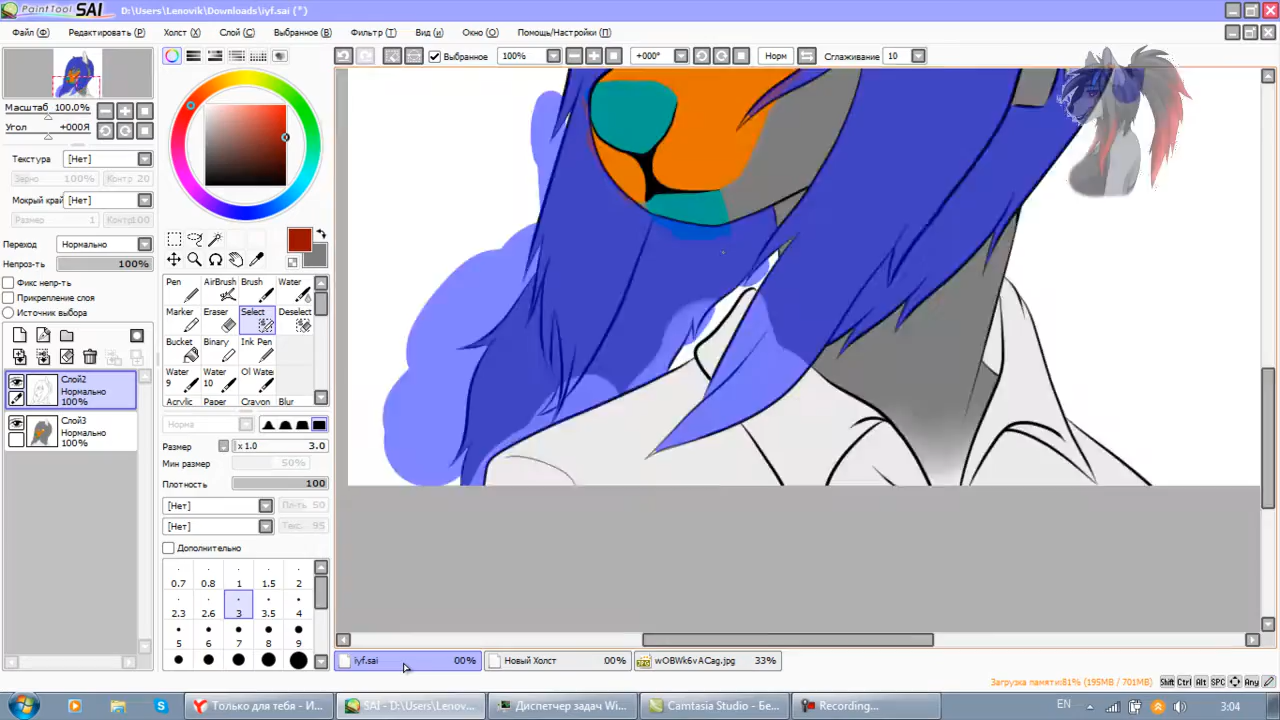 PaintTool SAI D:\Users\Lenovik\Downloads\iyf.sai (*)
Файл (Ф) Редактировать (P) Холст (X) Слой (C) Выбранное (B) Фильтр (T) Вид (и) Окно (O) Помощь/Настройки (П)
Выбранное 100% +000° Норм Сглаживание 10
Масштаб 100.0%
Угол +000Я
Текстура [Нет]
Зерно 100% Контр 20
Мокрый край [Нет]
Размер 1 Контр 100
Переход Нормально
Непроз-ть 100%
Фикс непр-ть
Прикрепление слоя
Источник выбора
Слой2
Нормально
100%
Слой3
Нормально
100%
Pen AirBrush Brush Water
Marker Eraser Select Deselect
Bucket Binary Ink Pen
Water 9 Water 10 Ol Water
Acrylic Paper Crayon Blur
Норма
Размер x 1.0 3.0
Мин размер 50%
Плотность 100
[Нет] Плть 50
[Нет] Текс. 95
Дополнительно
0.7 0.8 1 1.5 2
2.3 2.6 3 3.5 4
5 6 7 8 9
iyf.sai 00% Новый Холст 00% wOBWk6vACag.jpg 33%
Загрузка памяти:81% (195MB / 701MB) Shift Ctrl Alt SPC Any
Только для тебя - И... SAI - D:\Users\Lenov... Диспетчер задач Wi... Camtasia Studio - Бе... Recording... EN 3:04